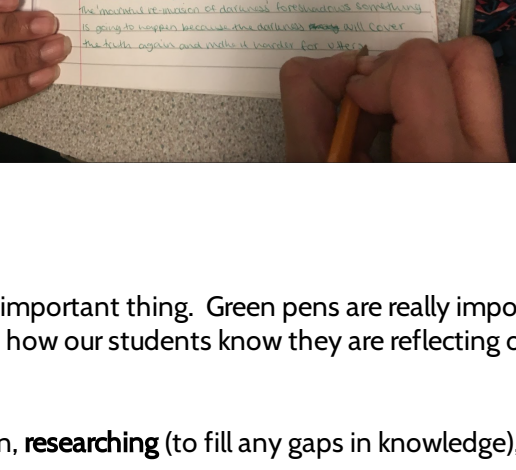 the 'mournful re-invasion of darkness' foreshadows something
is going to happen because the darkness will cover
the truth again and make it harder for utters
important thing. Green pens are really impo
how our students know they are reflecting o
n, researching (to fill any gaps in knowledge),